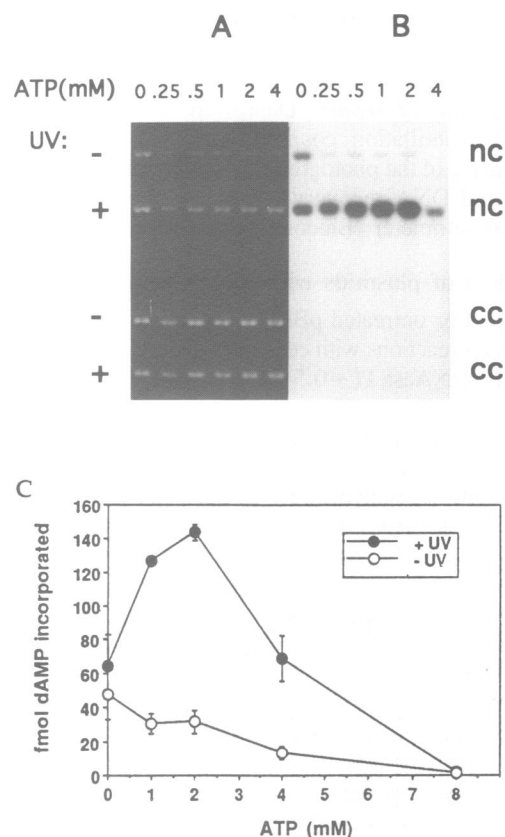 A B
ATP(mM) 0 .25 .5 1 2 4 0 .25 .5 1 2 4
UV:
- nc
+ nc
- cc
+ cc
C
160
140
120
100
80
60
40
20
0
fmol dAMP incorporated
+ UV
- UV
0 1 2 3 4 5 6 7 8
ATP (mM)